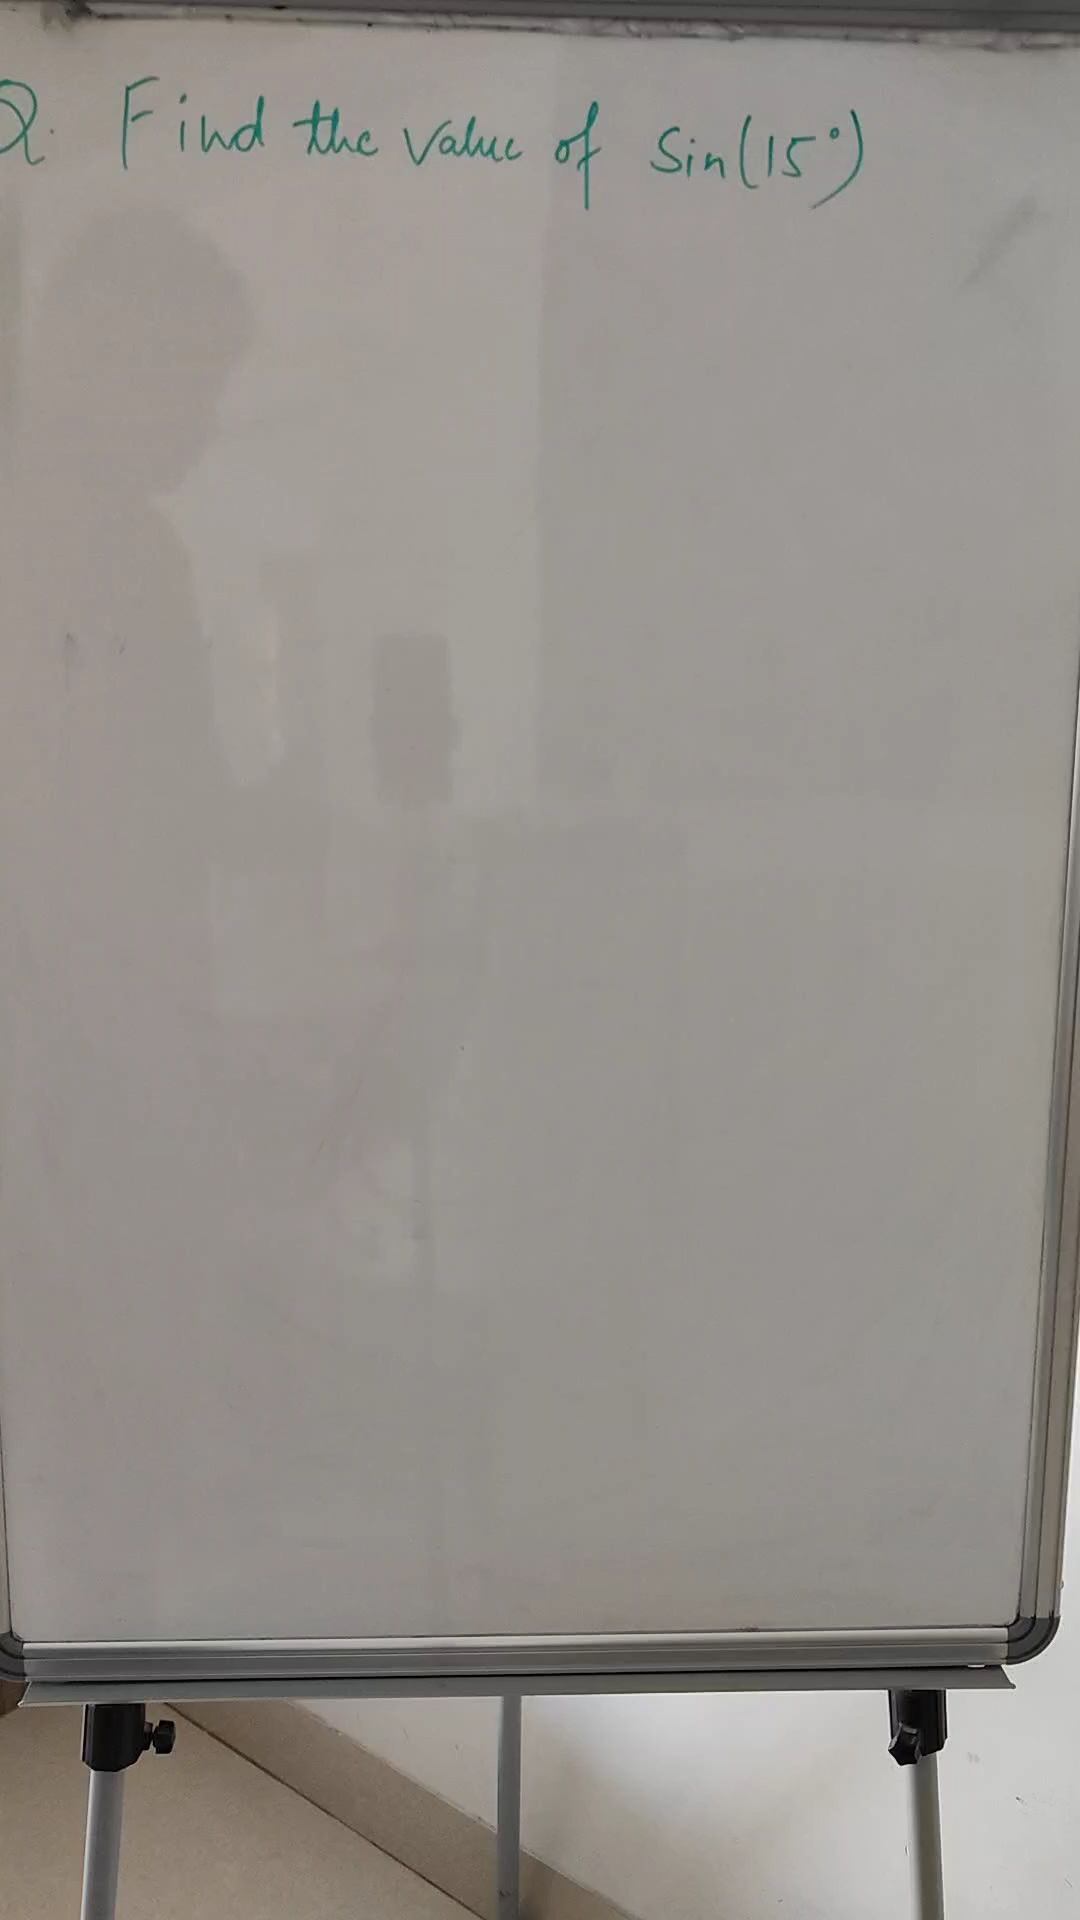 Q. Find the value of Sin(15°)